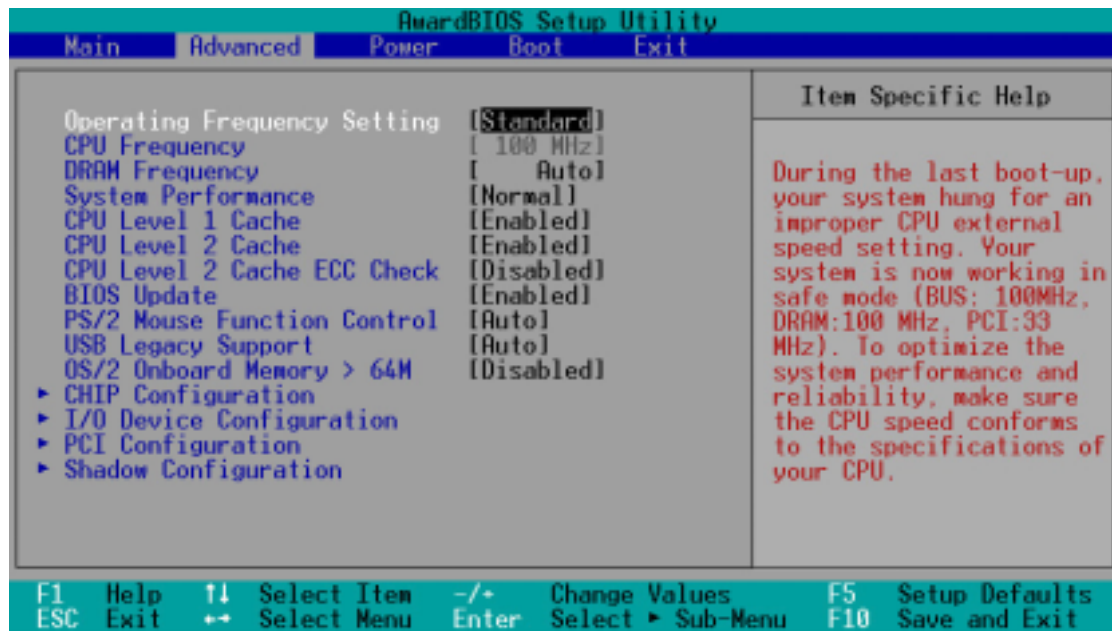 AwardBIOS Setup Utility
Main Advanced Power Boot Exit
Operating Frequency Setting [Standard]
CPU Frequency [ 100 MHz]
DRAM Frequency [ Auto]
System Performance [Normal]
CPU Level 1 Cache [Enabled]
CPU Level 2 Cache [Enabled]
CPU Level 2 Cache ECC Check [Disabled]
BIOS Update [Enabled]
PS/2 Mouse Function Control [Auto]
USB Legacy Support [Auto]
OS/2 Onboard Memory > 64M [Disabled]
▶ CHIP Configuration
▶ I/O Device Configuration
▶ PCI Configuration
▶ Shadow Configuration
Item Specific Help
During the last boot-up,
your system hung for an
improper CPU external
speed setting. Your
system is now working in
safe mode (BUS: 100MHz,
DRAM:100 MHz, PCI:33
MHz). To optimize the
system performance and
reliability, make sure
the CPU speed conforms
to the specifications of
your CPU.
F1 Help ↑↓ Select Item -/+ Change Values F5 Setup Defaults
ESC Exit ←→ Select Menu Enter Select ▶ Sub-Menu F10 Save and Exit